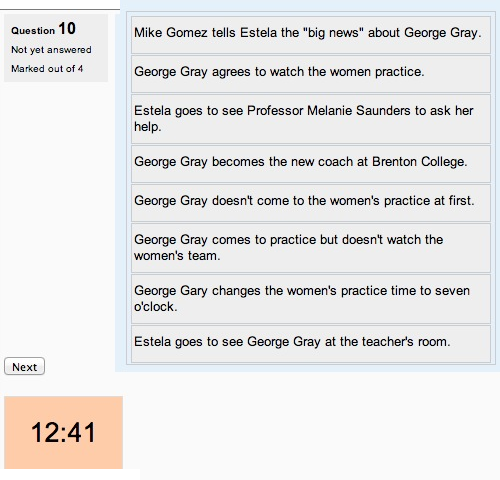 Question 10
Not yet answered
Marked out of 4
Mike Gomez tells Estela the "big news" about George Gray.
George Gray agrees to watch the women practice.
Estela goes to see Professor Melanie Saunders to ask her
help.
George Gray becomes the new coach at Brenton College.
George Gray doesn't come to the women's practice at first.
George Gray comes to practice but doesn't watch the
women's team.
George Gary changes the women's practice time to seven
o'clock.
Estela goes to see George Gray at the teacher's room.
Next
12:41